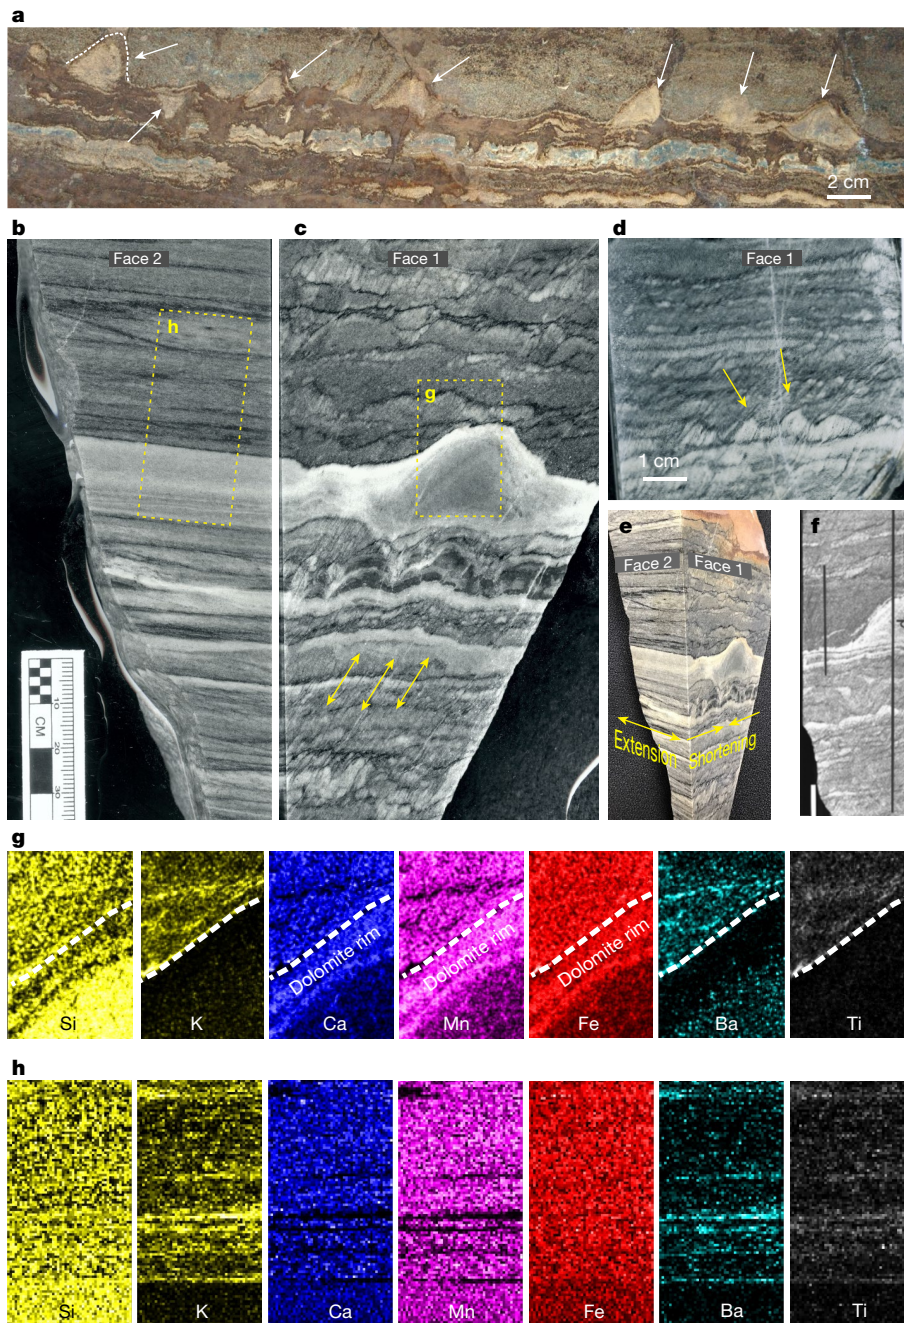 a
2 cm
b
c
d
Face 2
Face 1
Face 1
h
g
1 cm
e
f
Face 2
Face 1
Extension
Shortening
CM
10
20
30
g
Dolomite rim
Dolomite rim
Dolomite rim
Si
K
Ca
Mn
Fe
Ba
Ti
h
Si
K
Ca
Mn
Fe
Ba
Ti